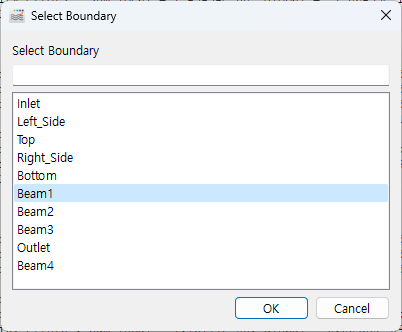 Select Boundary
Select Boundary
Inlet
Left_Side
Top
Right_Side
Bottom
Beam1
Beam2
Beam3
Outlet
Beam4
OK
Cancel